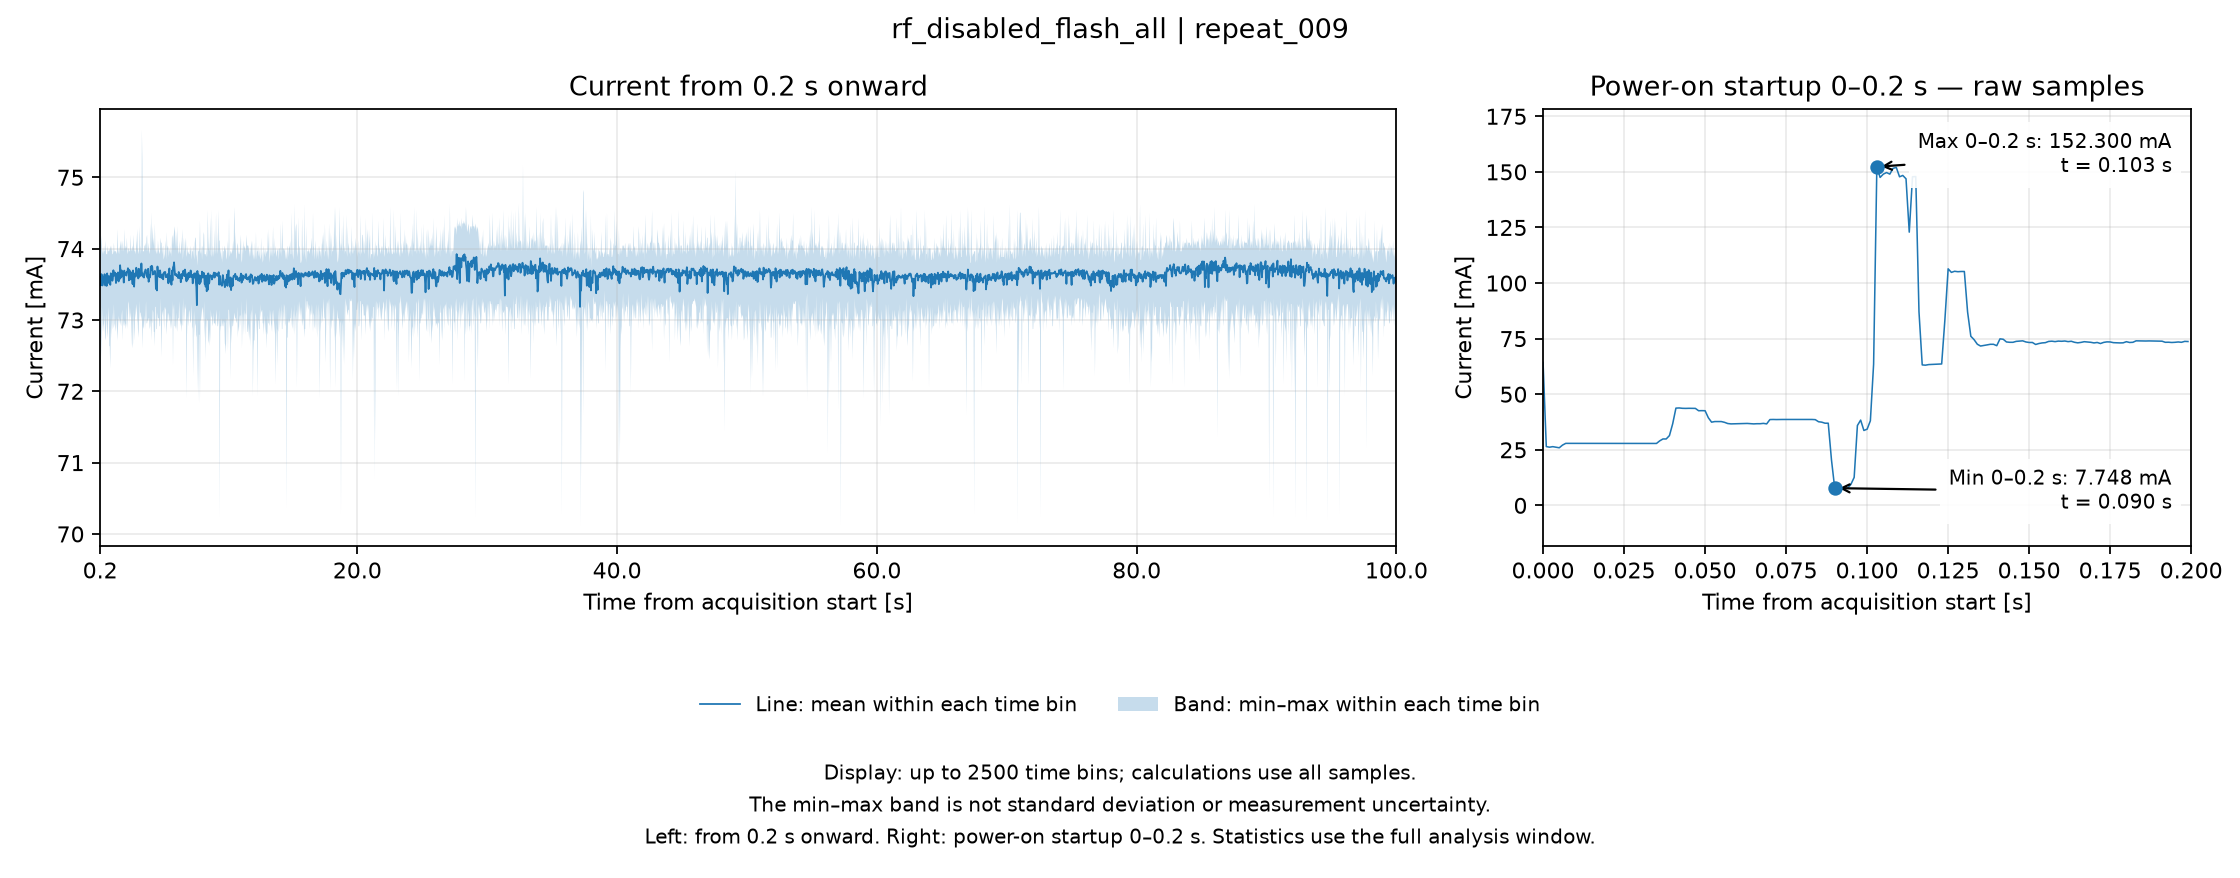 rf_disabled_flash_all | repeat_009
Current from 0.2 s onward
Current [mA]
75
74
73
72
71
70
0.2 20.0 40.0 60.0 80.0 100.0
Time from acquisition start [s]
Power-on startup 0–0.2 s — raw samples
Current [mA]
175
150
125
100
75
50
25
0
Max 0–0.2 s: 152.300 mA
t = 0.103 s
Min 0–0.2 s: 7.748 mA
t = 0.090 s
0.000 0.025 0.050 0.075 0.100 0.125 0.150 0.175 0.200
Time from acquisition start [s]
Line: mean within each time bin
Band: min–max within each time bin
Display: up to 2500 time bins; calculations use all samples.
The min–max band is not standard deviation or measurement uncertainty.
Left: from 0.2 s onward. Right: power-on startup 0–0.2 s. Statistics use the full analysis window.